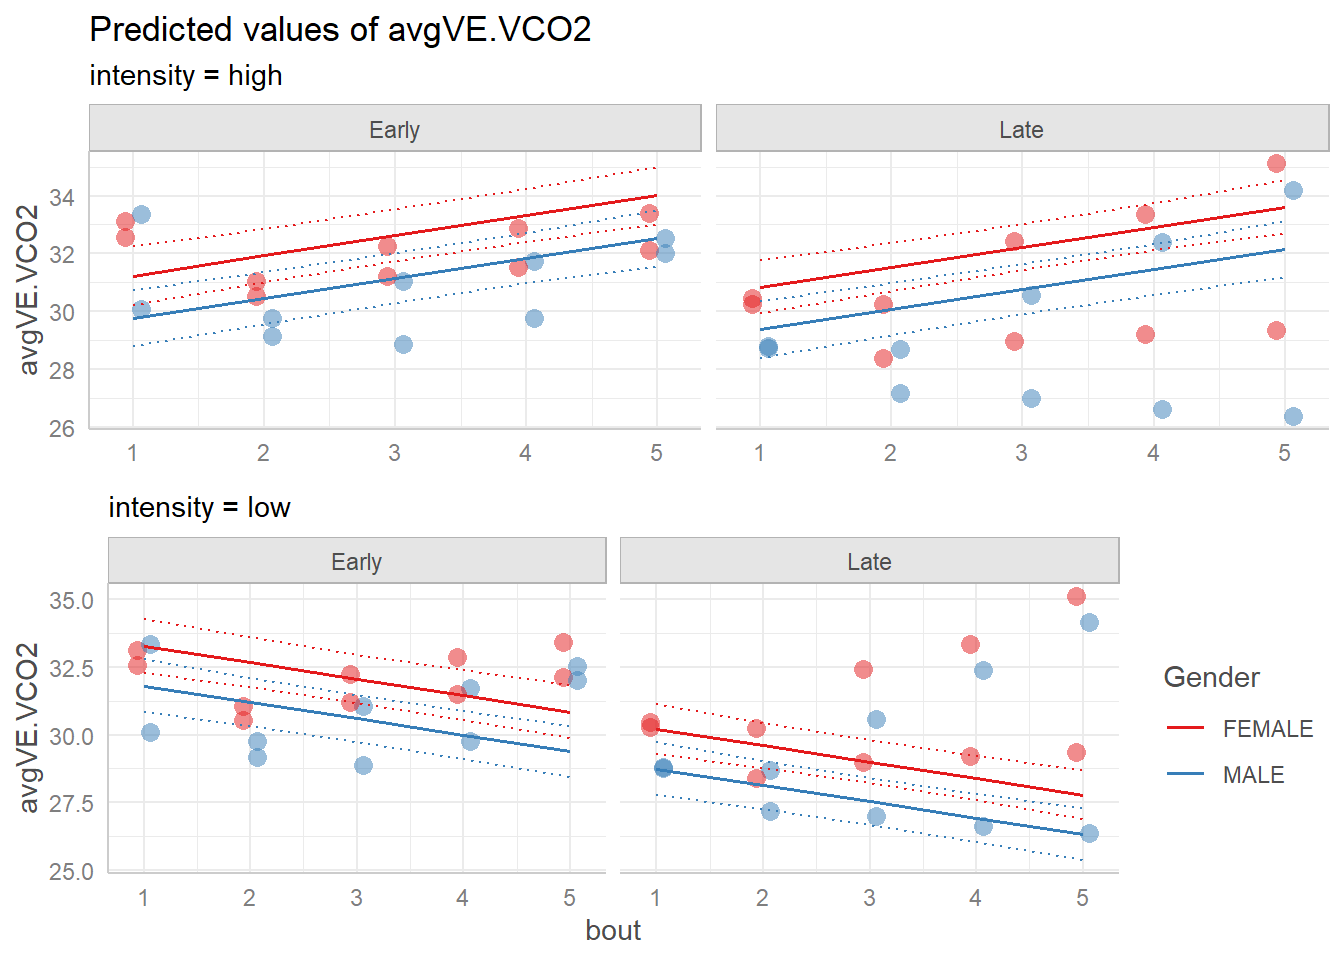 Predicted values of avgVE.VCO2
intensity = high
Early
Late
avgVE.VCO2
34
32
30
28
26
1 2 3 4 5
1 2 3 4 5
intensity = low
Early
Late
avgVE.VCO2
35.0
32.5
30.0
27.5
25.0
1 2 3 4 5
1 2 3 4 5
bout
Gender
FEMALE
MALE